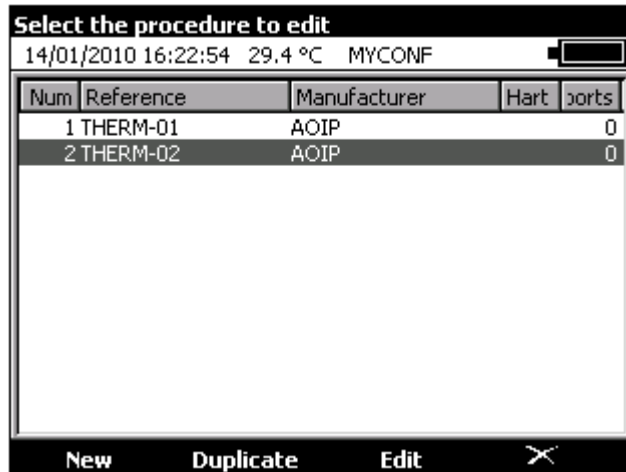 Select the procedure to edit
14/01/2010 16:22:54 29.4 °C MYCONF
Num Reference Manufacturer Hart ports
1 THERM-01 AOIP 0
2 THERM-02 AOIP 0
New Duplicate Edit